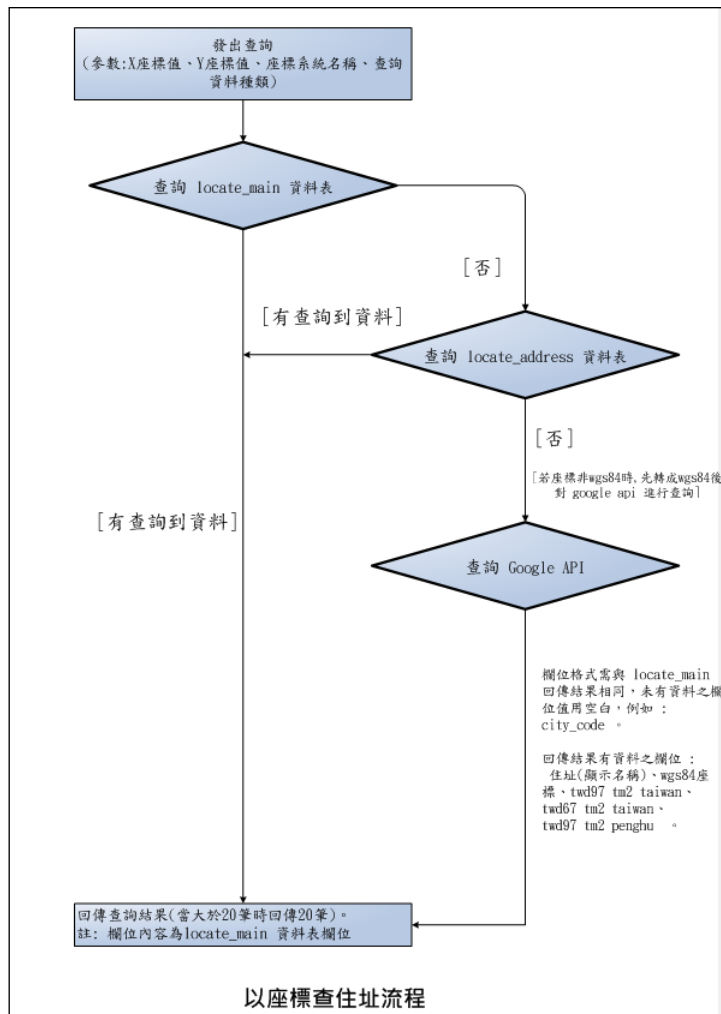 發出查詢
(參數:X座標值、Y座標值、座標系統名稱、查詢
資料種類)
查詢 locate_main 資料表
[否]
[有查詢到資料]
查詢 locate_address 資料表
[否]
[若座標非wgs84時,先轉成wgs84後
對 google api 進行查詢]
[有查詢到資料]
查詢 Google API
欄位格式需與 locate_main
回傳結果相同,未有資料之欄
位值用空白,例如 :
city_code 。
回傳結果有資料之欄位 :
住址(顯示名稱)、wgs84座
標、twd97 tm2 taiwan、
twd67 tm2 taiwan、
twd97 tm2 penghu 。
回傳查詢結果(當大於20筆時回傳20筆)。
註: 欄位內容為locate_main 資料表欄位
以座標查住址流程